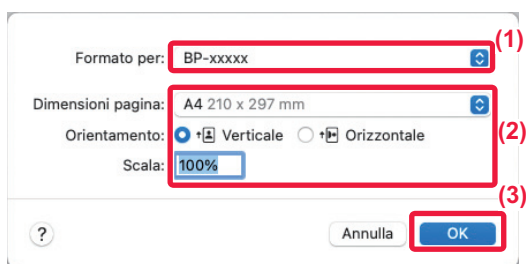 (1)
Formato per: BP-xxxxx
Dimensioni pagina: A4 210 x 297 mm
Orientamento: Verticale Orizzontale
(2)
Scala: 100%
(3)
? Annulla OK